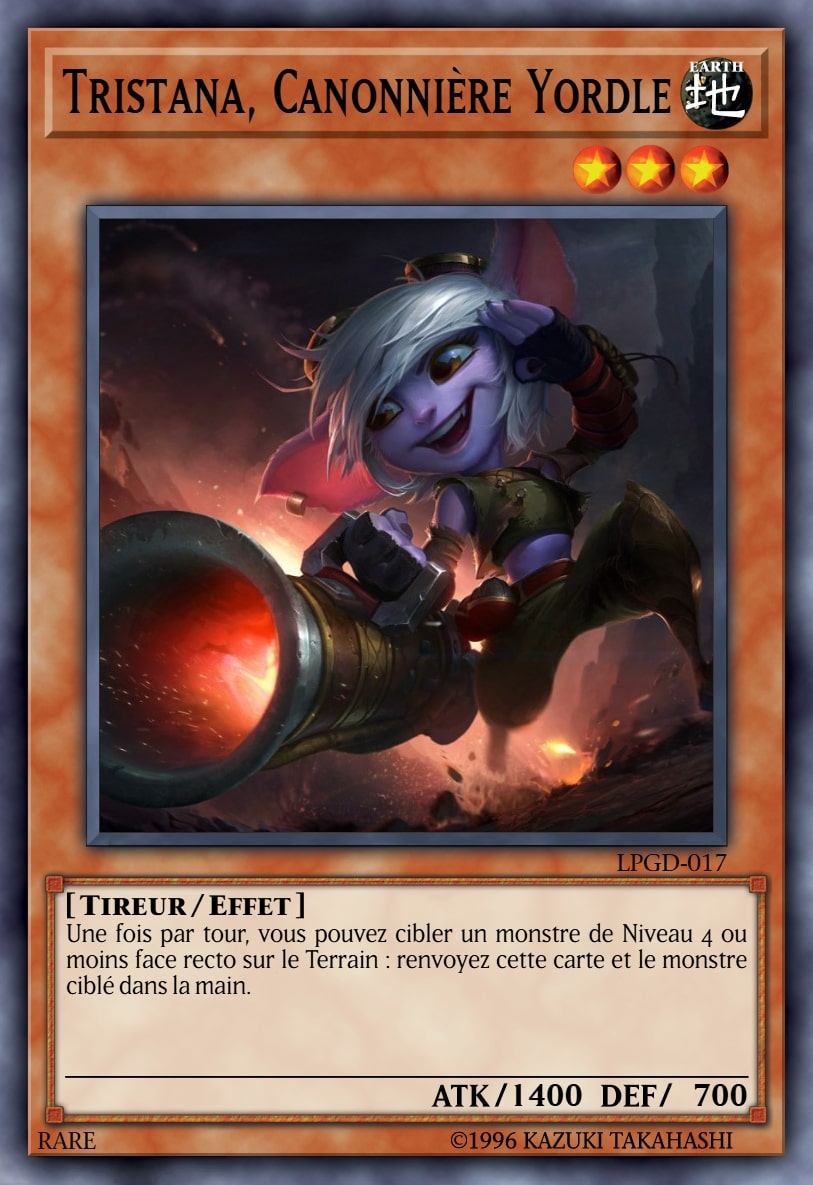 Tristana, Canonnière Yordle
EARTH
地
LPGD-017
[Tireur/Effet]
Une fois par tour, vous pouvez cibler un monstre de Niveau 4 ou
moins face recto sur le Terrain : renvoyez cette carte et le monstre
ciblé dans la main.
ATK/1400 DEF/ 700
RARE
©1996 KAZUKI TAKAHASHI